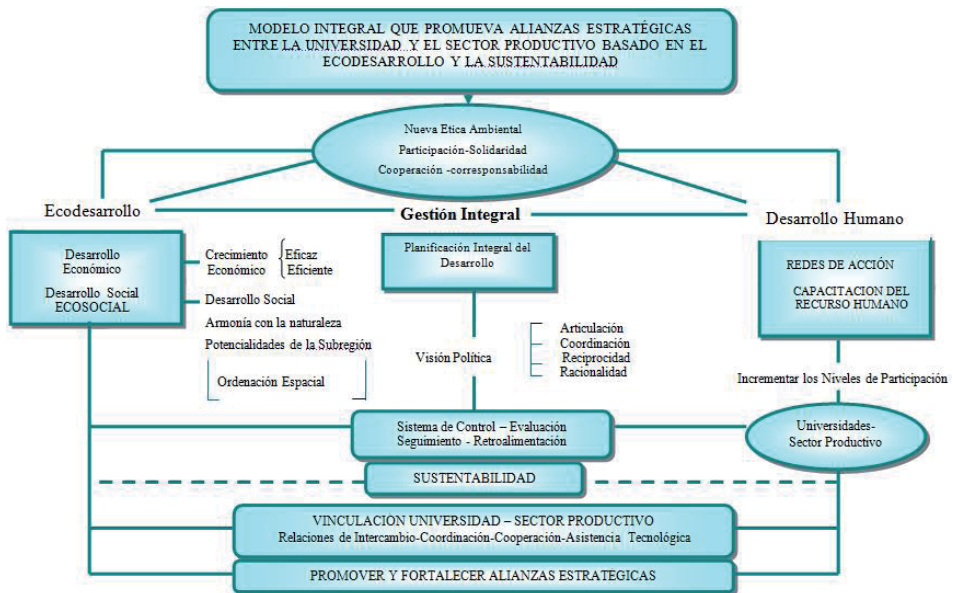 MODELO INTEGRAL QUE PROMUEVA ALIANZAS ESTRATÉGICAS
ENTRE LA UNIVERSIDAD Y EL SECTOR PRODUCTIVO BASADO EN EL
ECODESARROLLO Y LA SUSTENTABILIDAD
Nueva Etica Ambiental
Participación-Solidaridad
Cooperación -corresponsabilidad
Ecodesarrollo
Gestión Integral
Desarrollo Humano
Desarrollo
Económico
Desarrollo Social
ECOSOCIAL
Crecimiento
Económico
Eficaz
Eficiente
Desarrollo Social
Armonía con la naturaleza
Potencialidades de la Subregión
Ordenación Espacial
Planificación Integral del
Desarrollo
Visión Política
Articulación
Coordinación
Reciprocidad
Racionalidad
REDES DE ACCIÓN
CAPACITACION DEL
RECURSO HUMANO
Incrementar los Niveles de Participación
Universidades-
Sector Productivo
Sistema de Control – Evaluación
Seguimiento - Retroalimentación
SUSTENTABILIDAD
VINCULACIÓN UNIVERSIDAD – SECTOR PRODUCTIVO
Relaciones de Intercambio-Coordinación-Cooperación-Asistencia Tecnológica
PROMOVER Y FORTALECER ALIANZAS ESTRATÉGICAS